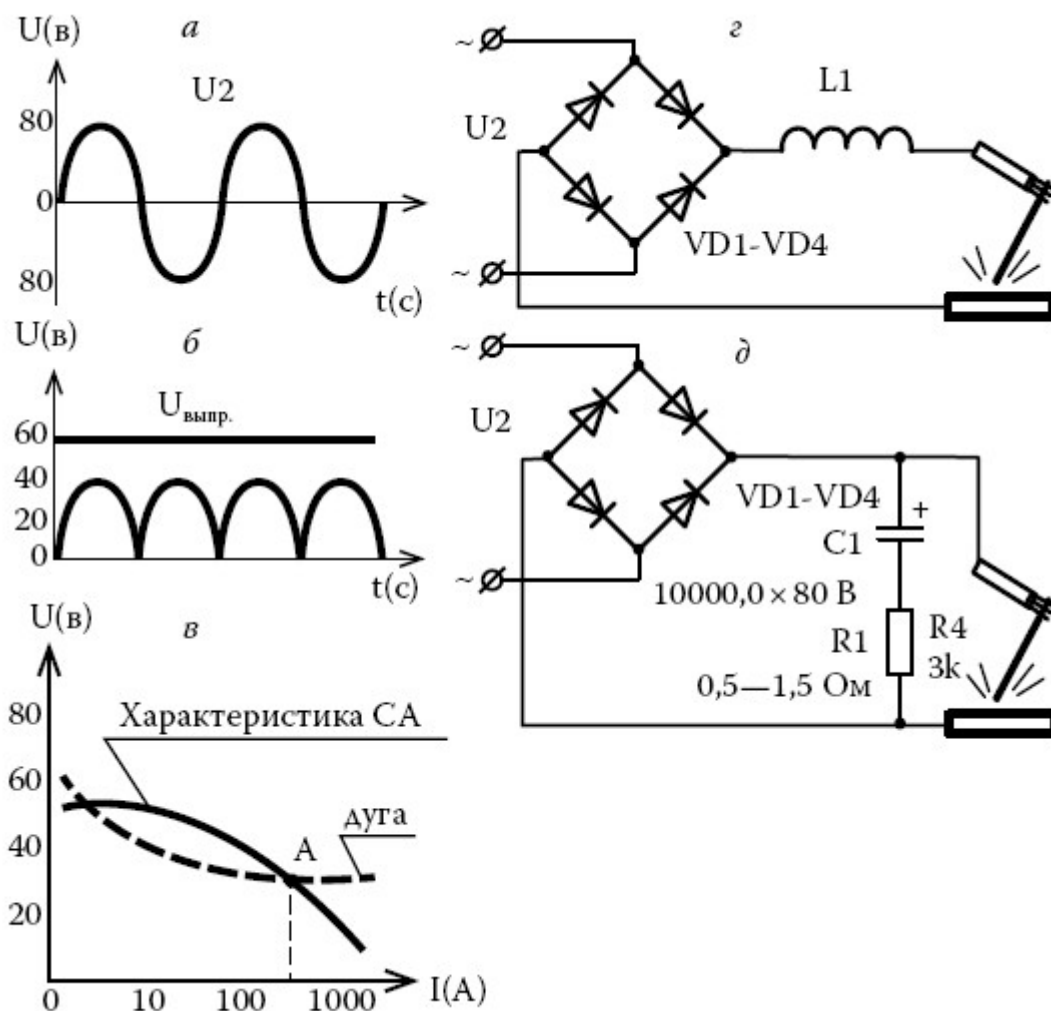 а
U(в)
U2
80
0
80
t(с)
б
U(в)
Uвыпр.
60
40
20
0
t(с)
в
U(в)
80
60
40
20
Характеристика СА
дуга
А
0 10 100 1000 I(А)
г
~
U2
L1
VD1-VD4
~
д
~
U2
VD1-VD4
+
C1
10000,0 × 80 В
R1
0,5—1,5 Ом
R4
3k
~